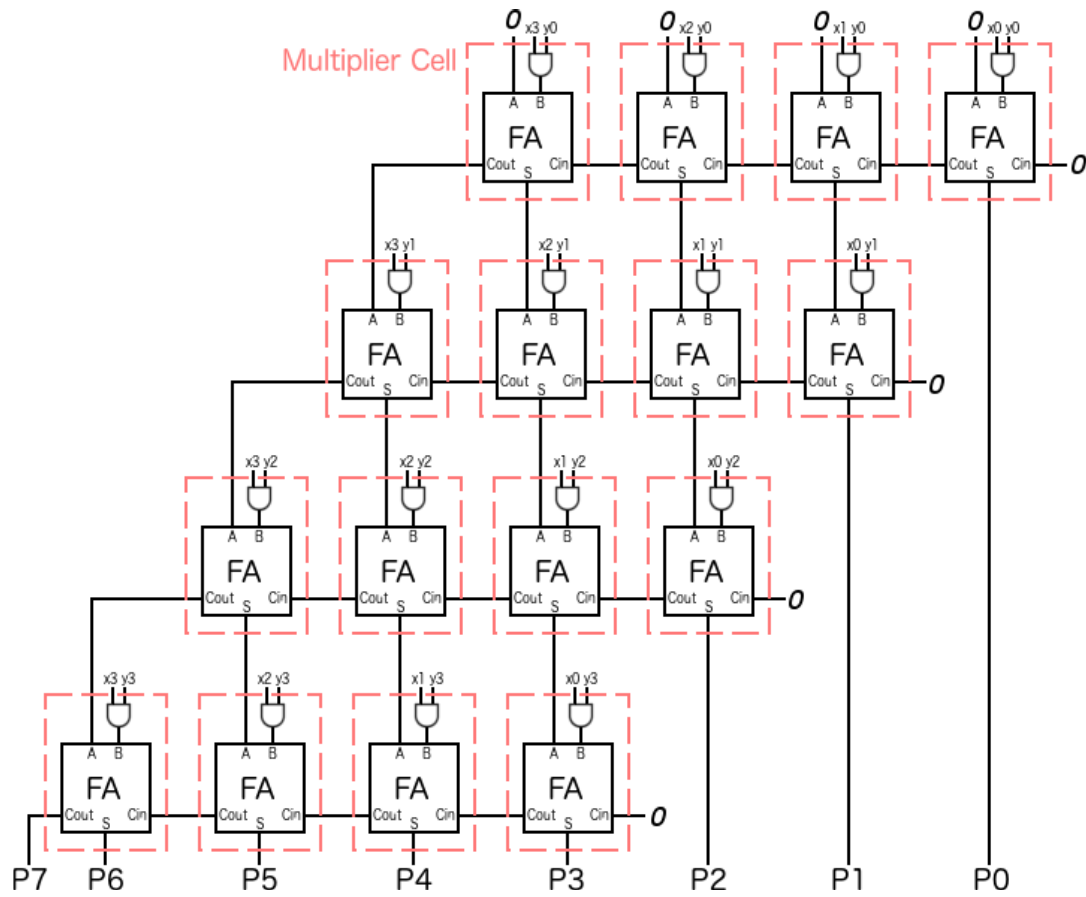 0 x3 y0 0 x2 y0 0 x1 y0 0 x0 y0
Multiplier Cell
A B A B A B A B
FA FA FA FA
Cout S Cin Cout S Cin Cout S Cin Cout S Cin 0
x3 y1 x2 y1 x1 y1 x0 y1
A B A B A B A B
FA FA FA FA
Cout S Cin Cout S Cin Cout S Cin Cout S Cin 0
x3 y2 x2 y2 x1 y2 x0 y2
A B A B A B A B
FA FA FA FA
Cout S Cin Cout S Cin Cout S Cin Cout S Cin 0
x3 y3 x2 y3 x1 y3 x0 y3
A B A B A B A B
FA FA FA FA
Cout S Cin Cout S Cin Cout S Cin Cout S Cin 0
P7 P6 P5 P4 P3 P2 P1 P0